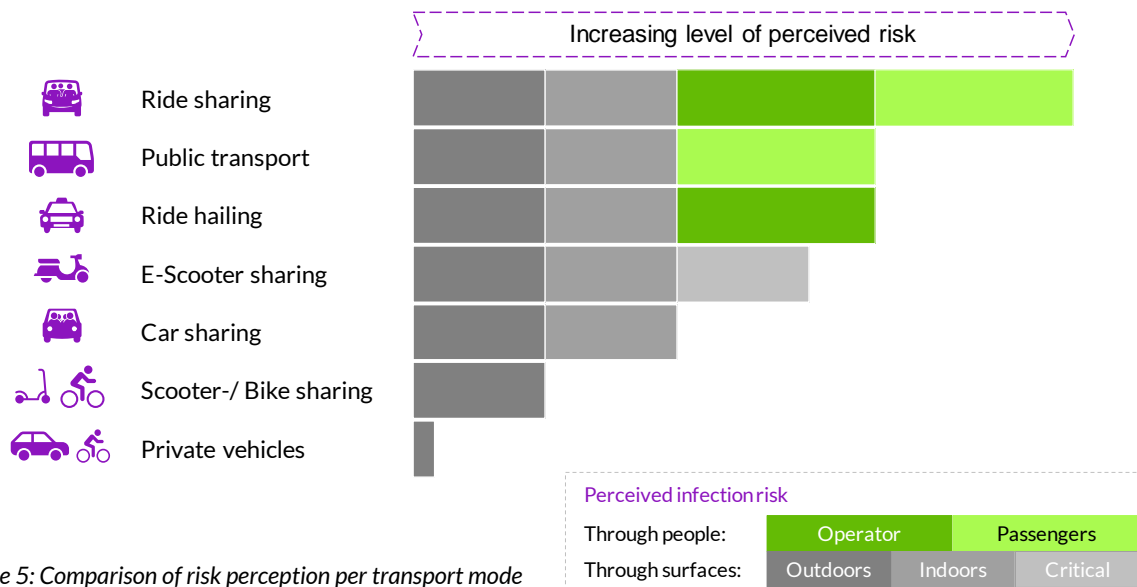 Increasing level of perceived risk
Ride sharing
Public transport
Ride hailing
E-Scooter sharing
Car sharing
Scooter-/ Bike sharing
Private vehicles
Perceived infection risk
Through people: Operator Passengers
Through surfaces: Outdoors Indoors Critical
e 5: Comparison of risk perception per transport mode